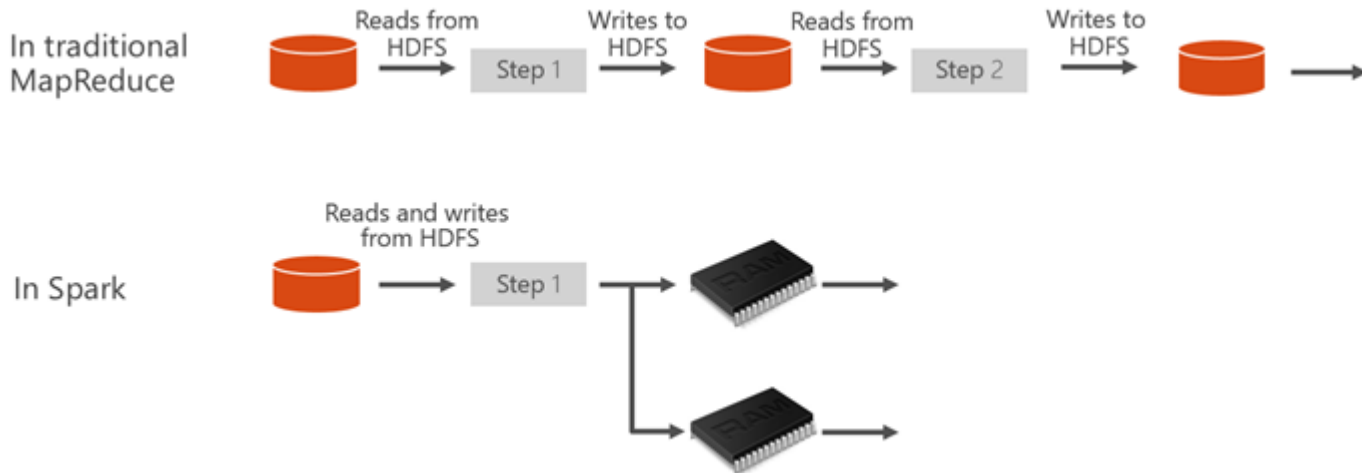 In traditional
MapReduce
Reads from
HDFS
Step 1
Writes to
HDFS
Reads from
HDFS
Step 2
Writes to
HDFS
In Spark
Reads and writes
from HDFS
Step 1
RAM
RAM